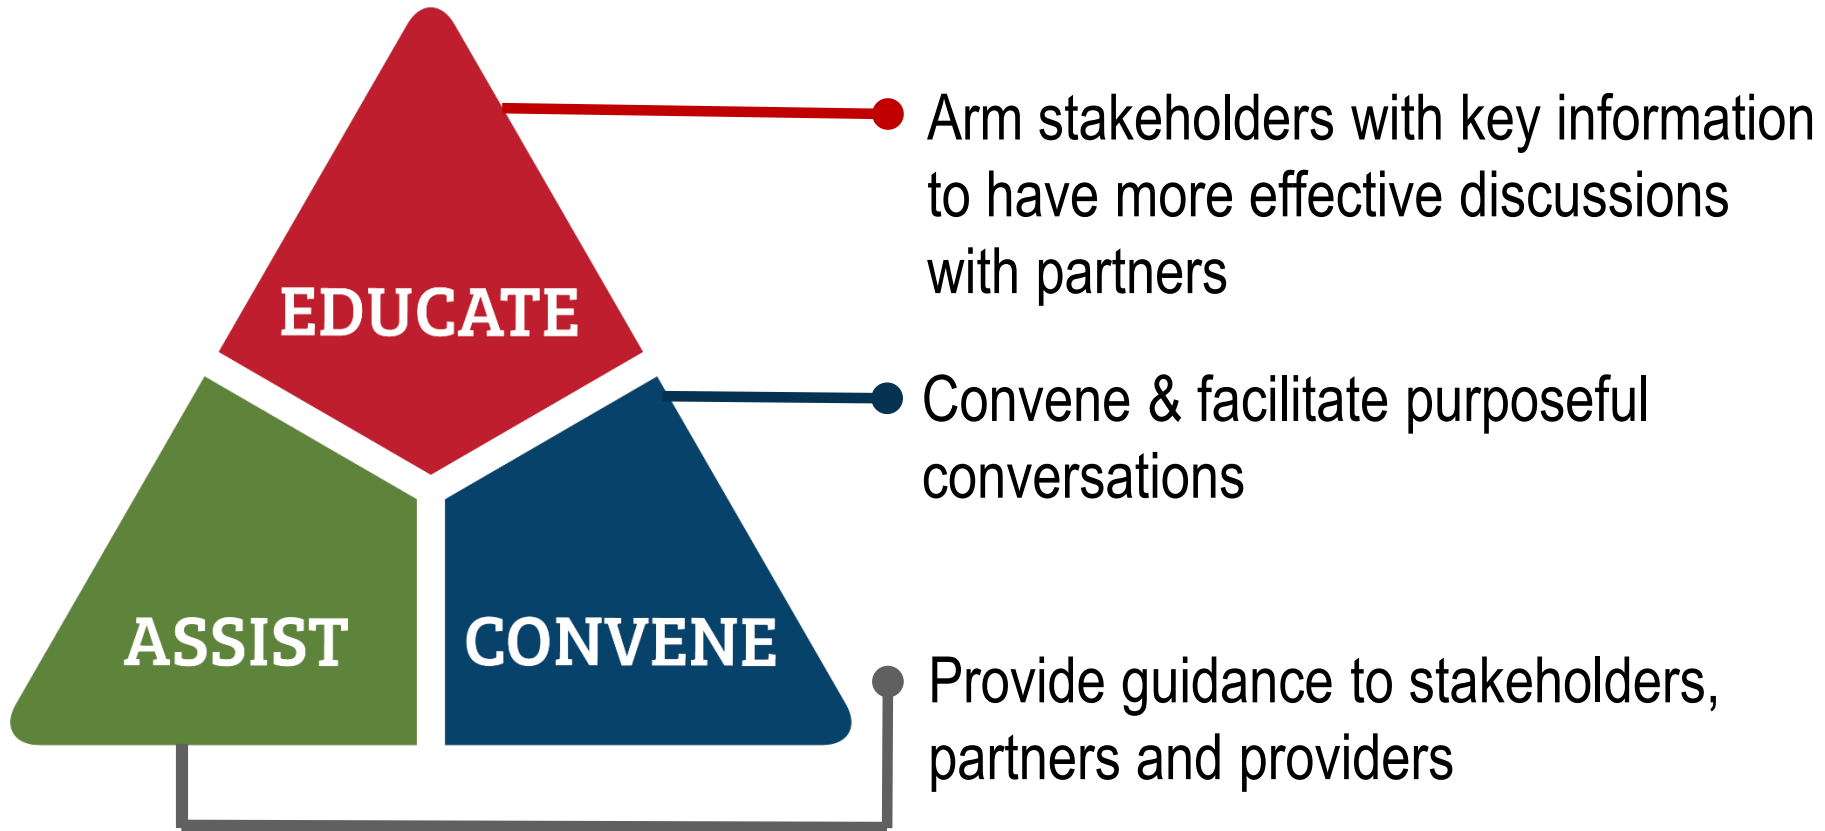 EDUCATE
ASSIST
CONVENE
Arm stakeholders with key information
to have more effective discussions
with partners
Convene & facilitate purposeful
conversations
Provide guidance to stakeholders,
partners and providers